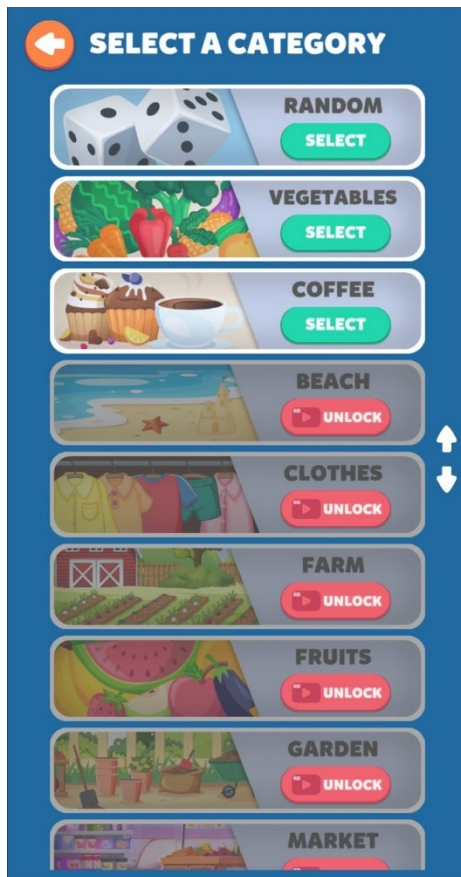 SELECT A CATEGORY
RANDOM
SELECT
VEGETABLES
SELECT
COFFEE
SELECT
BEACH
UNLOCK
CLOTHES
UNLOCK
FARM
UNLOCK
FRUITS
UNLOCK
GARDEN
UNLOCK
MARKET